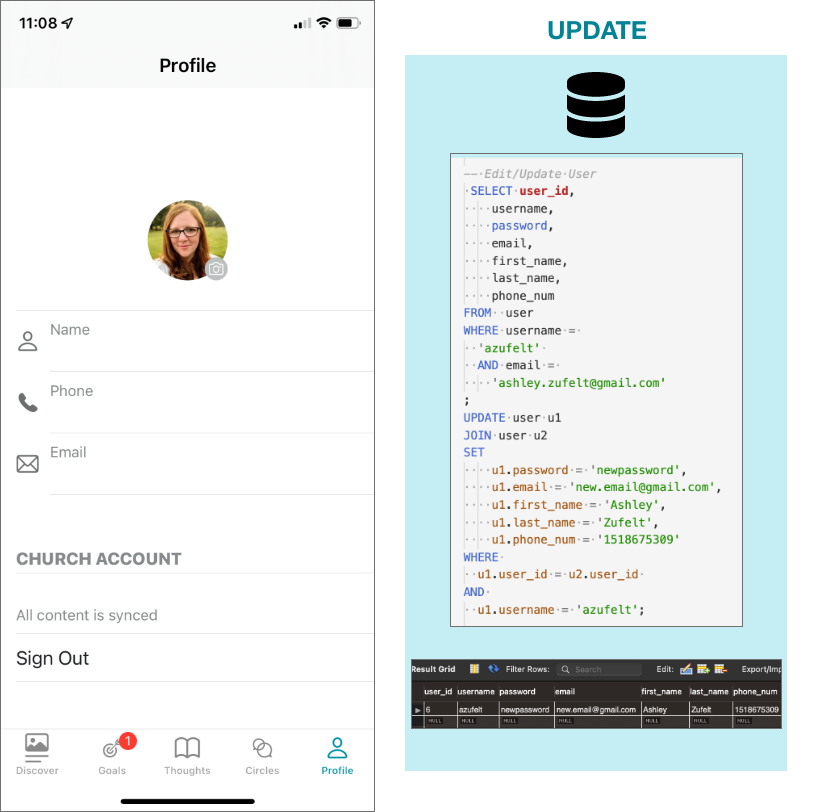 11:08
Profile
Name
Phone
Email
CHURCH ACCOUNT
All content is synced
Sign Out
1
Discover Goals Thoughts Circles Profile
UPDATE
-- Edit/Update User
SELECT user_id,
username,
password,
email,
first_name,
last_name,
phone_num
FROM user
WHERE username =
'azufelt'
AND email =
'ashley.zufelt@gmail.com'
;
UPDATE user u1
JOIN user u2
SET
u1.password = 'newpassword',
u1.email = 'new.email@gmail.com',
u1.first_name = 'Ashley',
u1.last_name = 'Zufelt',
u1.phone_num = '1518675309'
WHERE
u1.user_id = u2.user_id
AND
u1.username = 'azufelt';
Result Grid Filter Rows: Search Edit: Export/Imp
user_id username password email first_name last_name phone_num
6 azufelt newpassword new.email@gmail.com Ashley Zufelt 1518675309
NULL NULL NULL NULL NULL NULL NULL